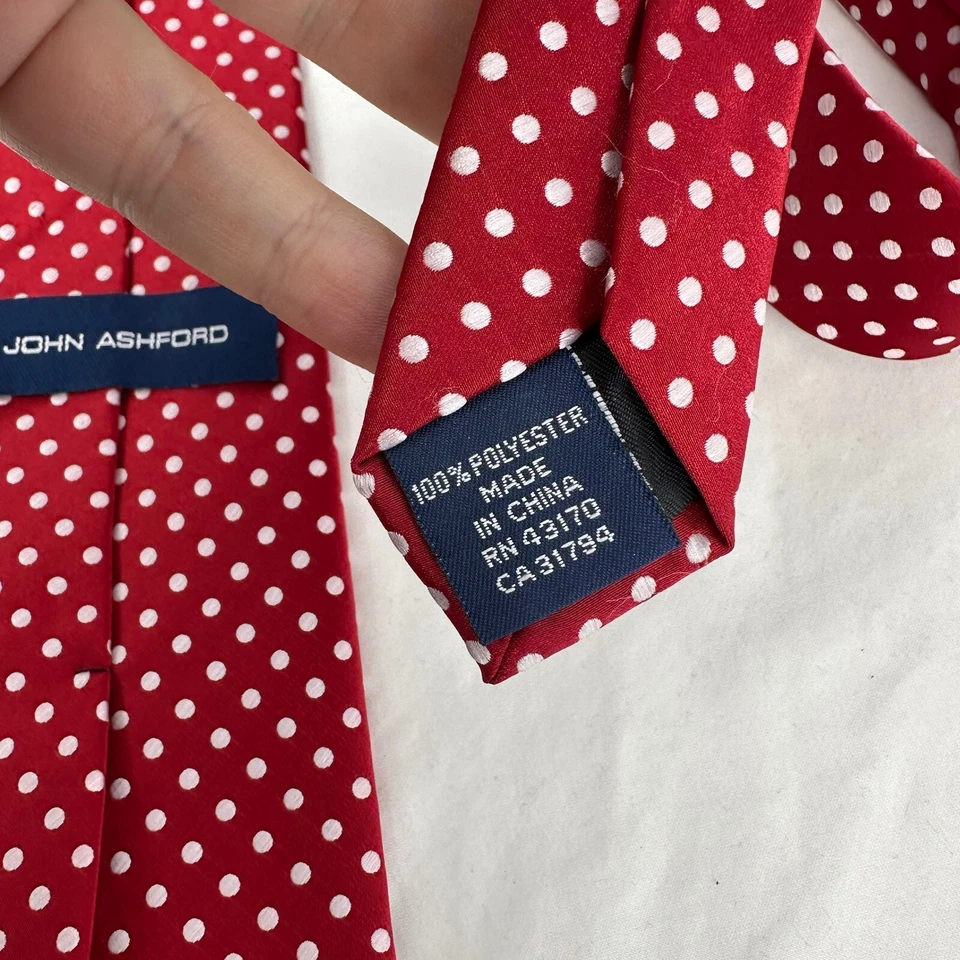 JOHN ASHFORD
100% POLYESTER
MADE
IN CHINA
RN 43170
CA 31794